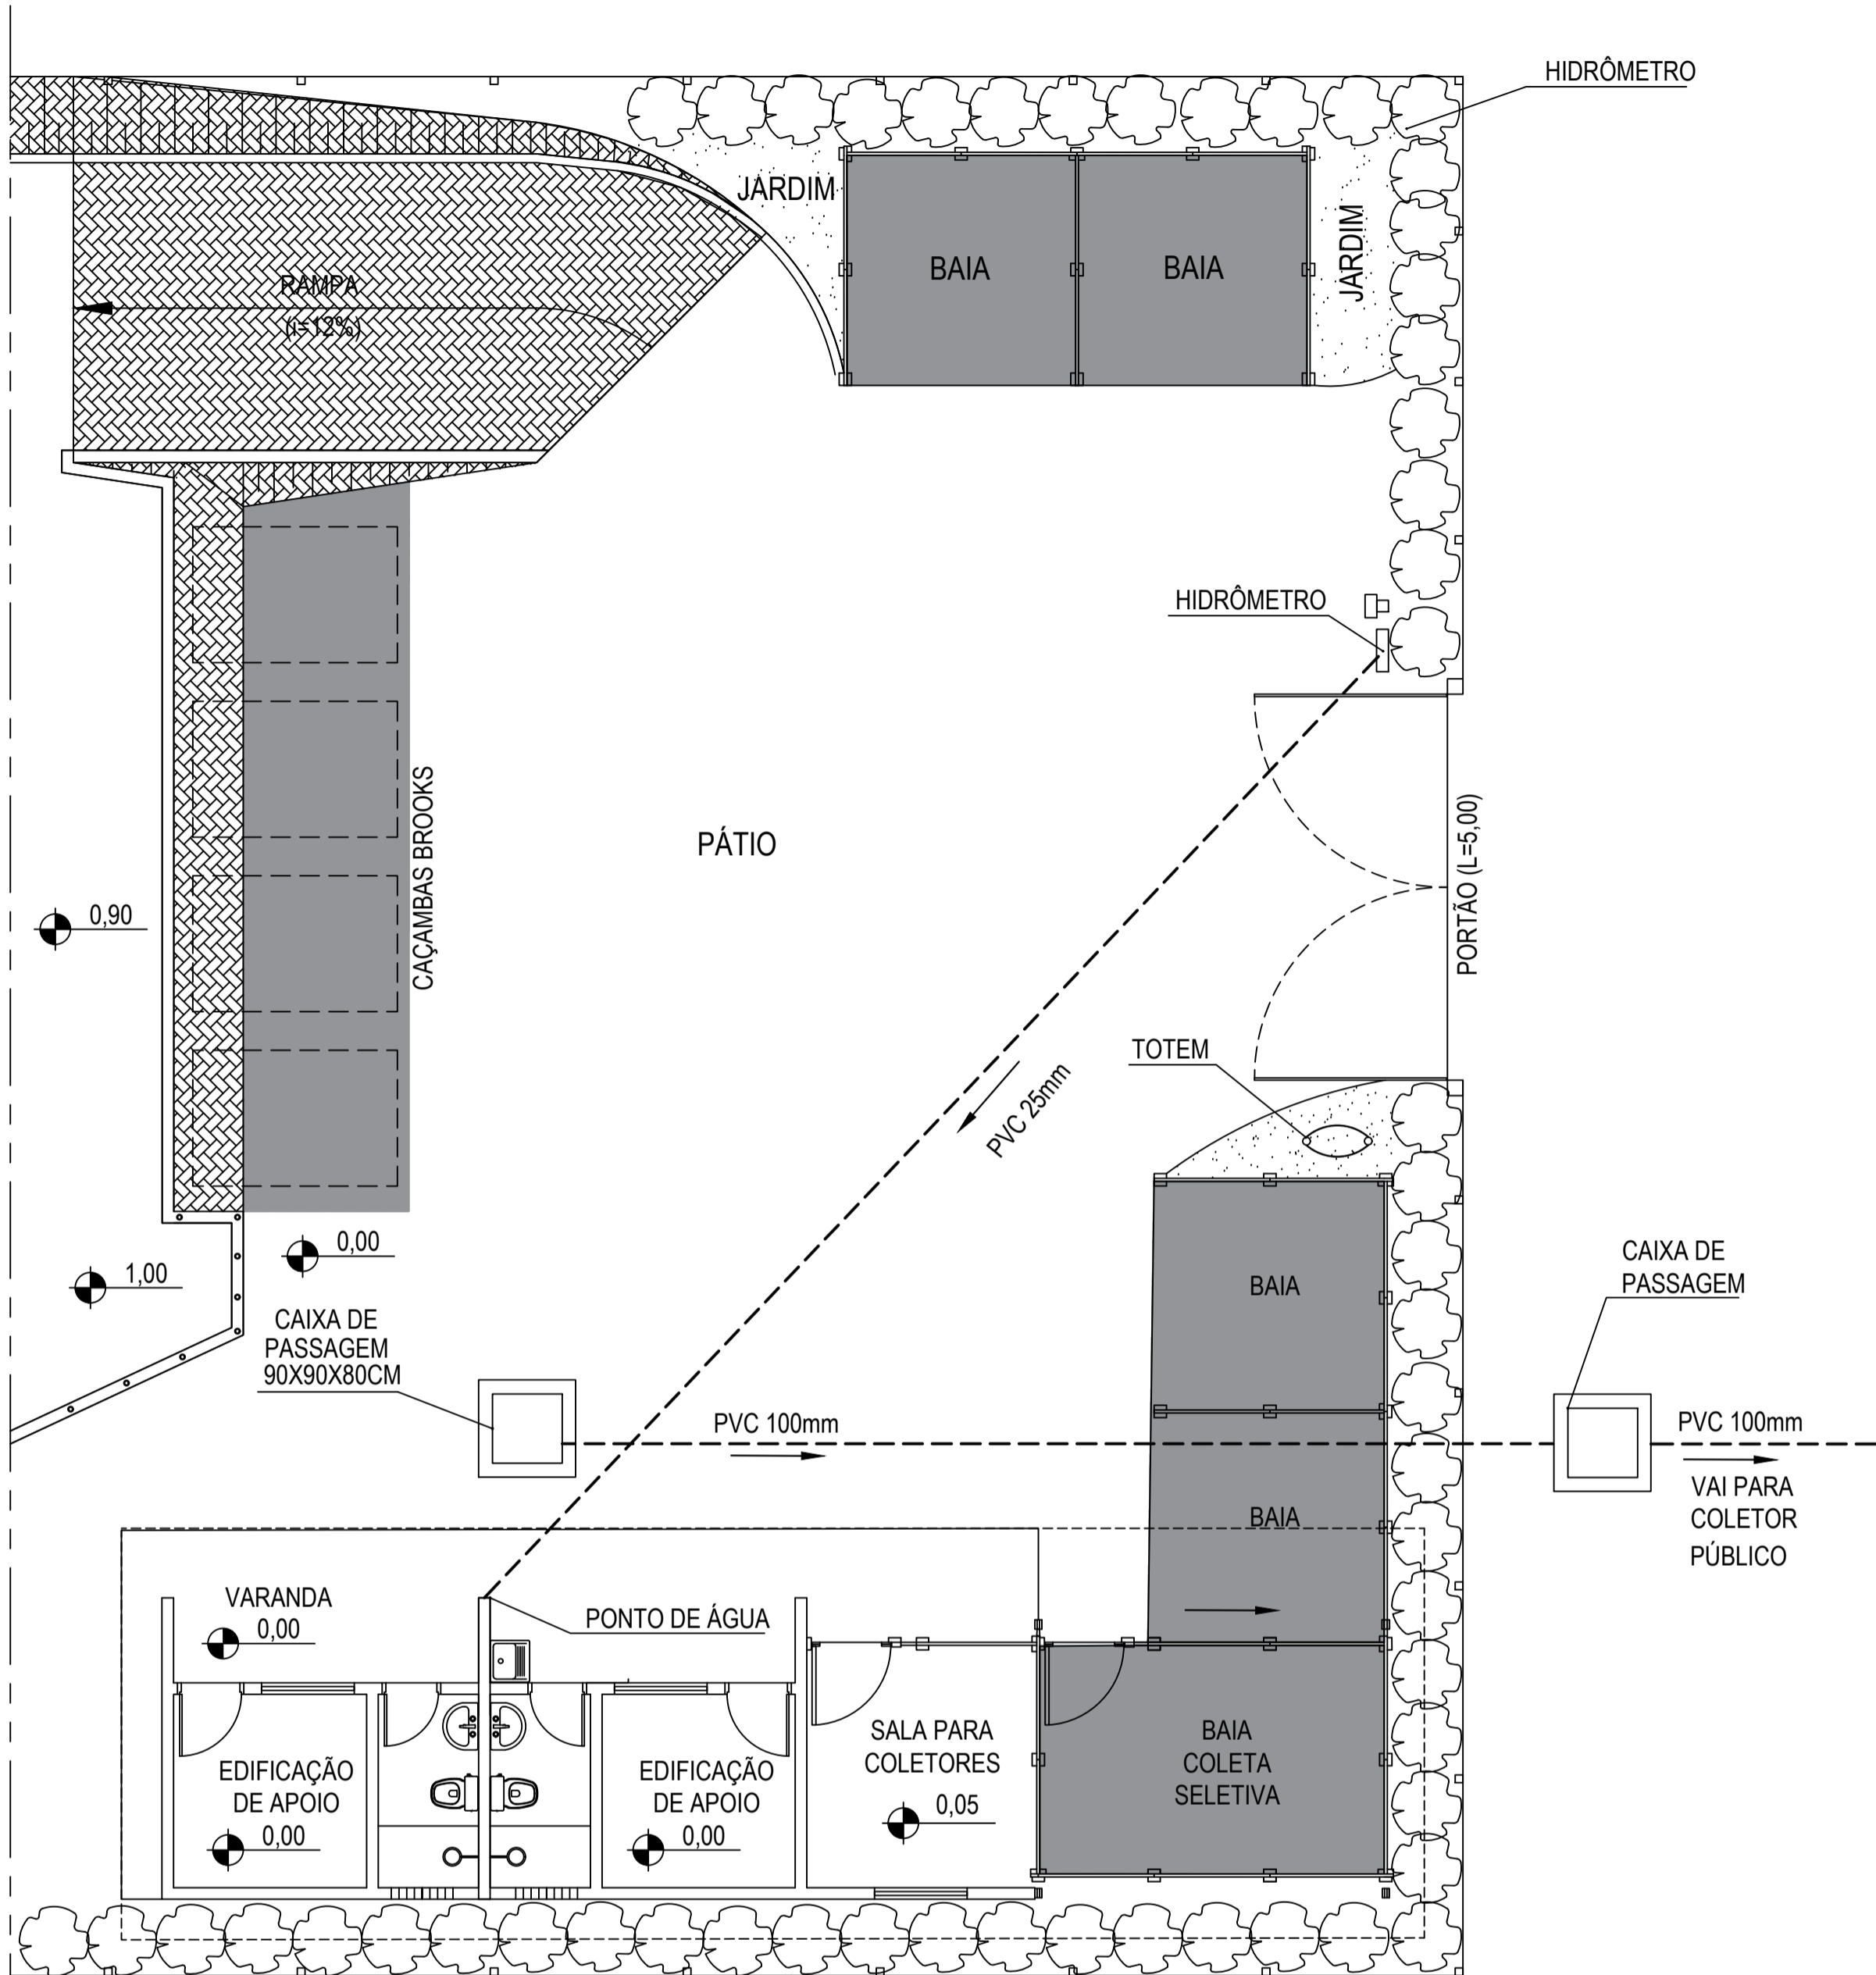 HIDRÔMETRO
JARDIM
JARDIM
BAIA
BAIA
RAMPA
(i=12%)
HIDRÔMETRO
CAÇAMBAS BROOKS
PÁTIO
PORTÃO (L=5,00)
0,90
TOTEM
PVC 25mm
0,00
1,00
CAIXA DE
PASSAGEM
90X90X80CM
BAIA
CAIXA DE
PASSAGEM
PVC 100mm
PVC 100mm
VAI PARA
COLETOR
PÚBLICO
BAIA
VARANDA
0,00
PONTO DE ÁGUA
EDIFICAÇÃO
DE APOIO
0,00
EDIFICAÇÃO
DE APOIO
0,00
SALA PARA
COLETORES
0,05
BAIA
COLETA
SELETIVA